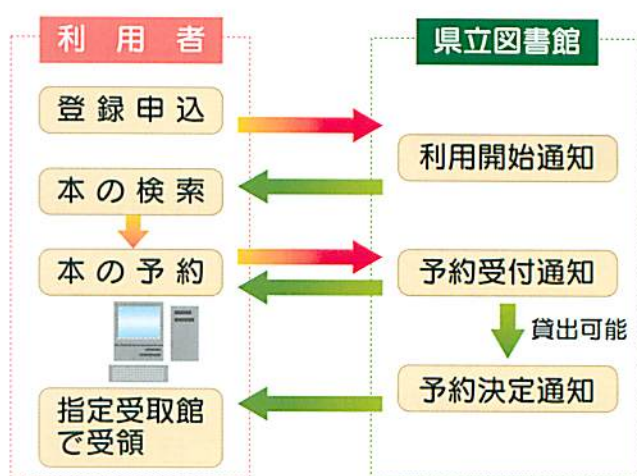 利用者
県立図書館
登録申込
利用開始通知
本の検索
本の予約
予約受付通知
貸出可能
予約決定通知
指定受取館
で受領